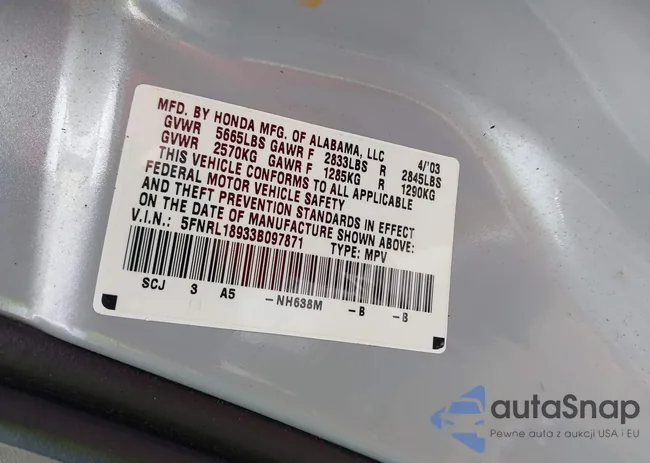 MFD. BY HONDA MFG. OF ALABAMA, LLC 4/'03
GVWR 5665LBS GAWR F 2833LBS R 2845LBS
GVWR 2570KG GAWR F 1285KG R 1290KG
THIS VEHICLE CONFORMS TO ALL APPLICABLE
FEDERAL MOTOR VEHICLE SAFETY
AND THEFT PREVENTION STANDARDS IN EFFECT
ON THE DATE OF MANUFACTURE SHOWN ABOVE:
V.I.N.: 5FNRL18933B097871 TYPE: MPV
SCJ 3 A5 -NH638M -B -B
autaSnap
Pewne auta z aukcji USA i EU